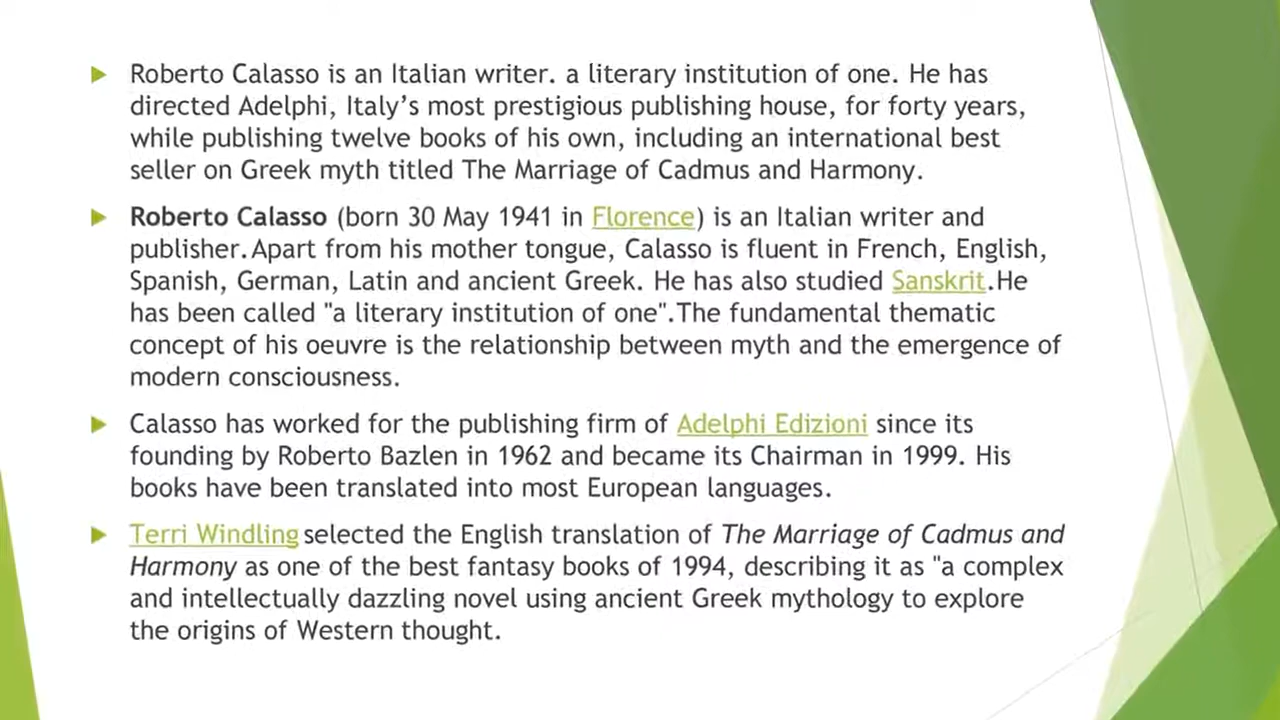 Roberto Calasso is an Italian writer. a literary institution of one. He has
directed Adelphi, Italy's most prestigious publishing house, for forty years,
while publishing twelve books of his own, including an international best
seller on Greek myth titled The Marriage of Cadmus and Harmony.
Roberto Calasso (born 30 May 1941 in Florence) is an Italian writer and
publisher.Apart from his mother tongue, Calasso is fluent in French, English,
Spanish, German, Latin and ancient Greek. He has also studied Sanskrit.He
has been called "a literary institution of one".The fundamental thematic
concept of his oeuvre is the relationship between myth and the emergence of
modern consciousness.
Calasso has worked for the publishing firm of Adelphi Edizioni since its
founding by Roberto Bazlen in 1962 and became its Chairman in 1999. His
books have been translated into most European languages.
Terri Windling selected the English translation of The Marriage of Cadmus and
Harmony as one of the best fantasy books of 1994, describing it as "a complex
and intellectually dazzling novel using ancient Greek mythology to explore
the origins of Western thought.